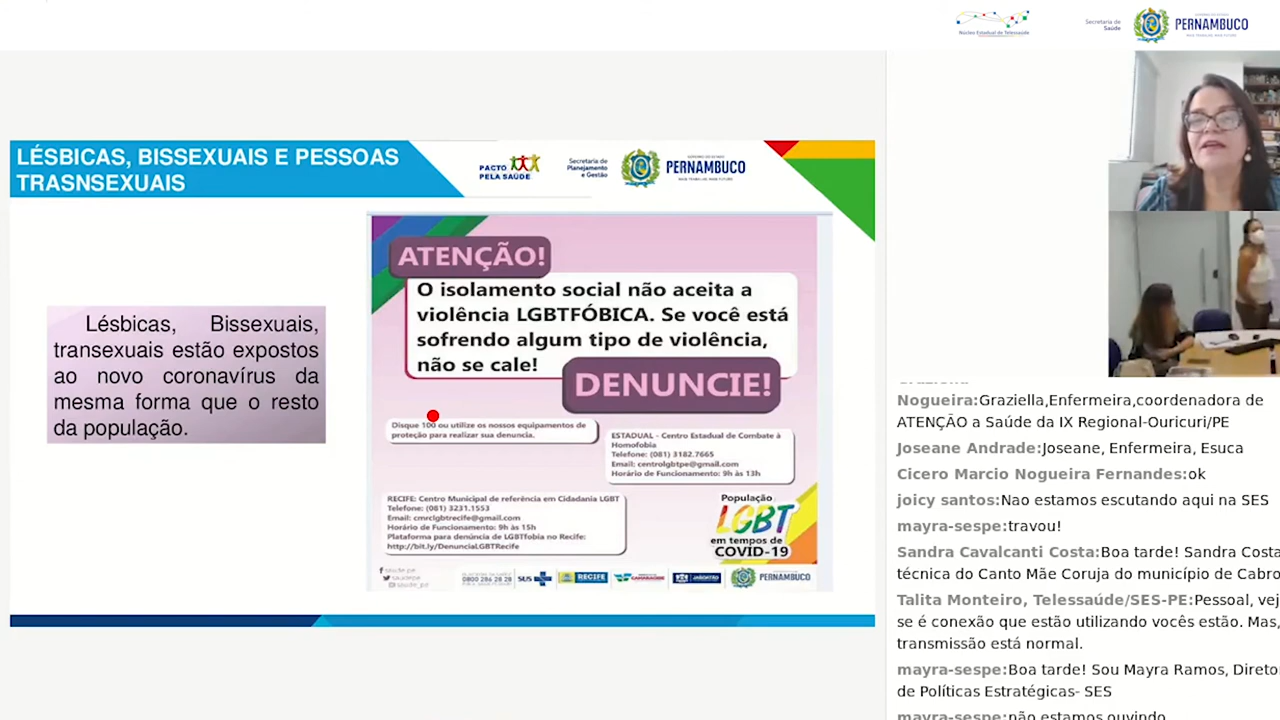 Núcleo Estadual de Telessaúde
Secretaria de
Saúde
PERNAMBUCO
LÉSBICAS, BISSEXUAIS E PESSOAS
TRASNSEXUAIS
PACTO
PELA SAÚDE
Secretaria de
Planejamento
e Gestão
PERNAMBUCO
Lésbicas, Bissexuais,
transexuais estão expostos
ao novo coronavírus da
mesma forma que o resto
da população.
ATENÇÃO!
O isolamento social não aceita a
violência LGBTFÓBICA. Se você está
sofrendo algum tipo de violência,
não se cale!
DENUNCIE!
Disque 100 ou utilize os nossos equipamentos de
proteção para realizar sua denuncia.
ESTADUAL - Centro Estadual de Combate à
Homofobia
Telefone: (081) 3182.7665
Email: centrolgbtpe@gmail.com
Horário de Funcionamento: 9h às 13h
RECIFE: Centro Municipal de referência em Cidadania LGBT
Telefone: (081) 3231.1553
Email: cmrclgbtrecife@gmail.com
Horário de Funcionamento: 9h às 15h
Plataforma para denúncia de LGBTfobia no Recife:
http://bit.ly/DenunciaLGBTRecife
População
LGBT
em tempos de
COVID-19
0800 286 28 28
SUS
RECIFE
CAMARAGIBE
JABOATÃO
PERNAMBUCO
Nogueira:Graziella,Enfermeira,coordenadora de
ATENÇÃO a Saúde da IX Regional-Ouricuri/PE
Joseane Andrade:Joseane, Enfermeira, Esuca
Cicero Marcio Nogueira Fernandes:ok
joicy santos:Nao estamos escutando aqui na SES
mayra-sespe:travou!
Sandra Cavalcanti Costa:Boa tarde! Sandra Costa
técnica do Canto Mãe Coruja do município de Cabro
Talita Monteiro, Telessaúde/SES-PE:Pessoal, vej
se é conexão que estão utilizando vocês estão. Mas,
transmissão está normal.
mayra-sespe:Boa tarde! Sou Mayra Ramos, Direto
de Políticas Estratégicas- SES
mayra-sespe:não estamos ouvindo